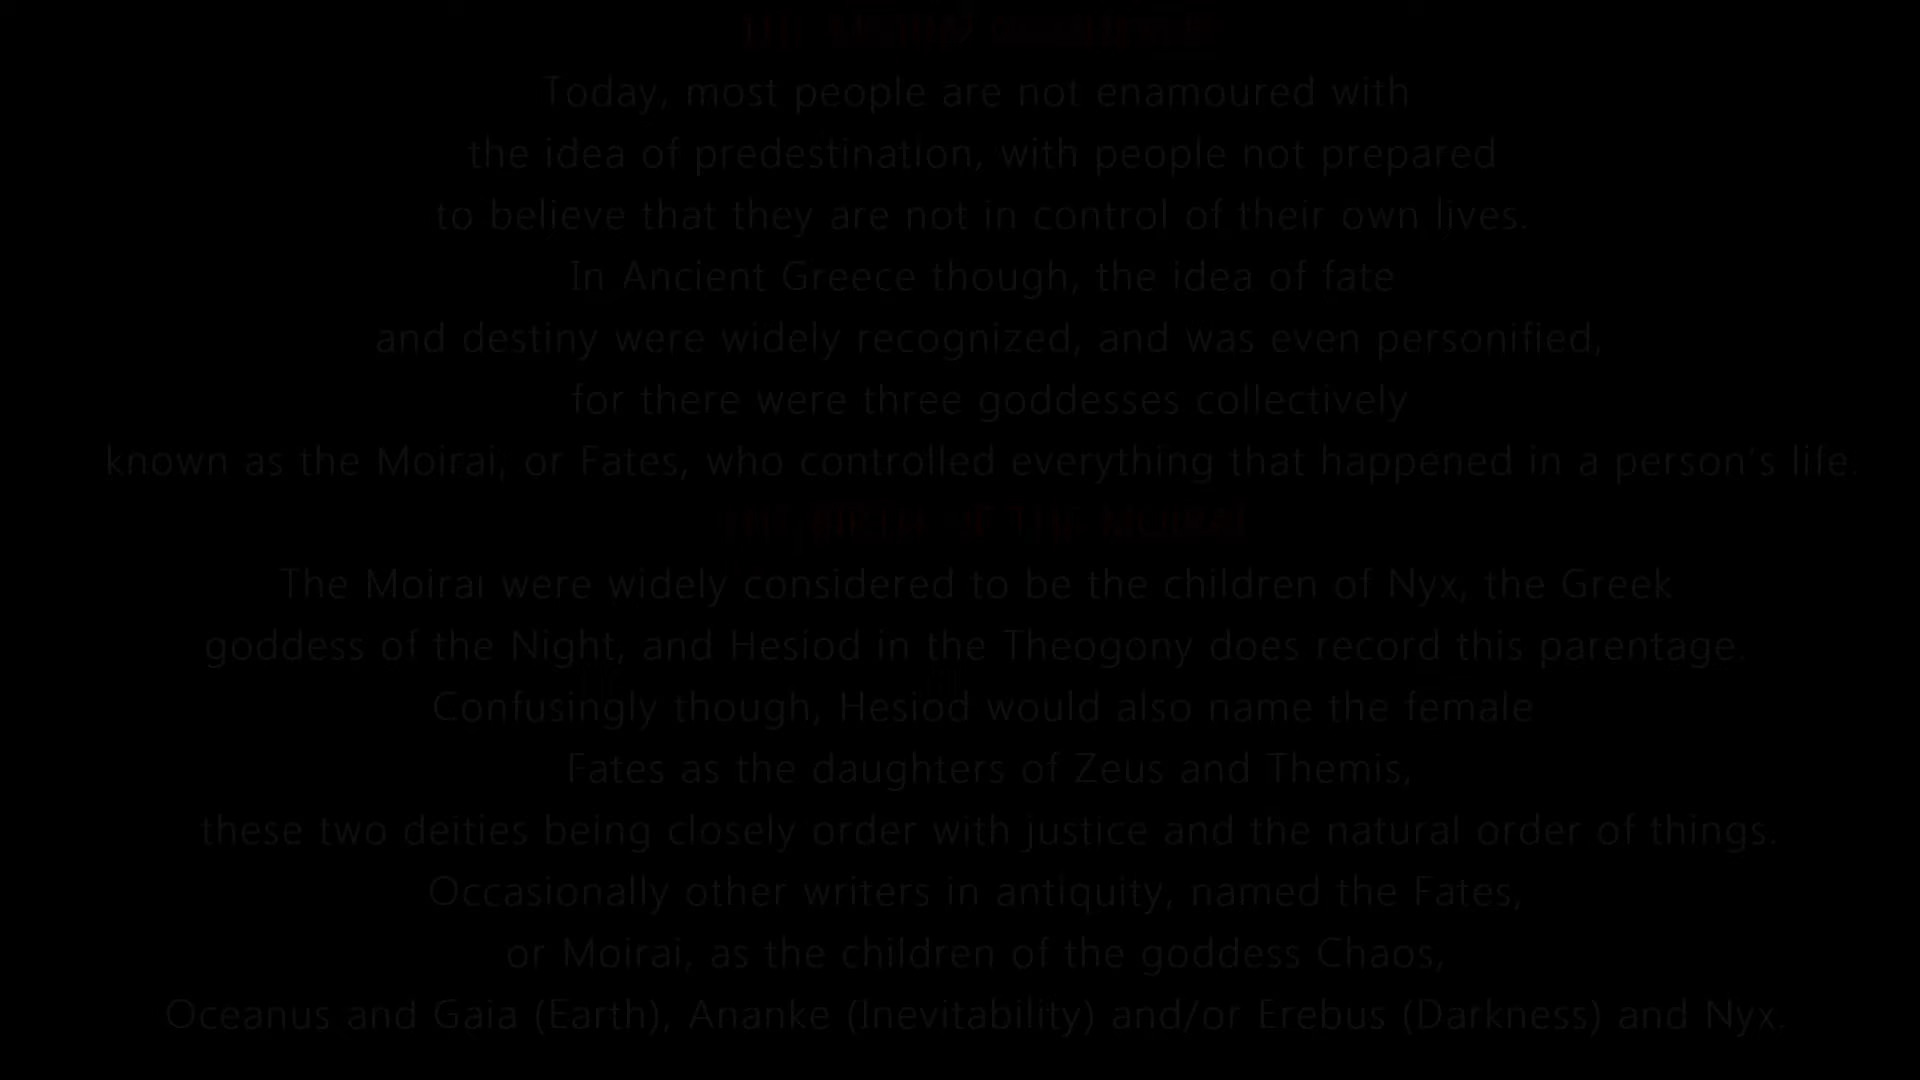 Today, most people are not enamoured with
the idea of predestination, with people not prepared
to believe that they are not in control of their own lives.
In Ancient Greece though, the idea of fate
and destiny were widely recognized, and was even personified,
for there were three goddesses collectively
known as the Moirai, or Fates, who controlled everything that happened in a person's life.
THE BIRTH OF THE MOIRAI
The Moirai were widely considered to be the children of Nyx, the Greek
goddess of the Night, and Hesiod in the Theogony does record this parentage.
Confusingly though, Hesiod would also name the female
Fates as the daughters of Zeus and Themis,
these two deities being closely order with justice and the natural order of things.
Occasionally other writers in antiquity, named the Fates,
or Moirai, as the children of the goddess Chaos,
Oceanus and Gaia (Earth), Ananke (Inevitability) and/or Erebus (Darkness) and Nyx.